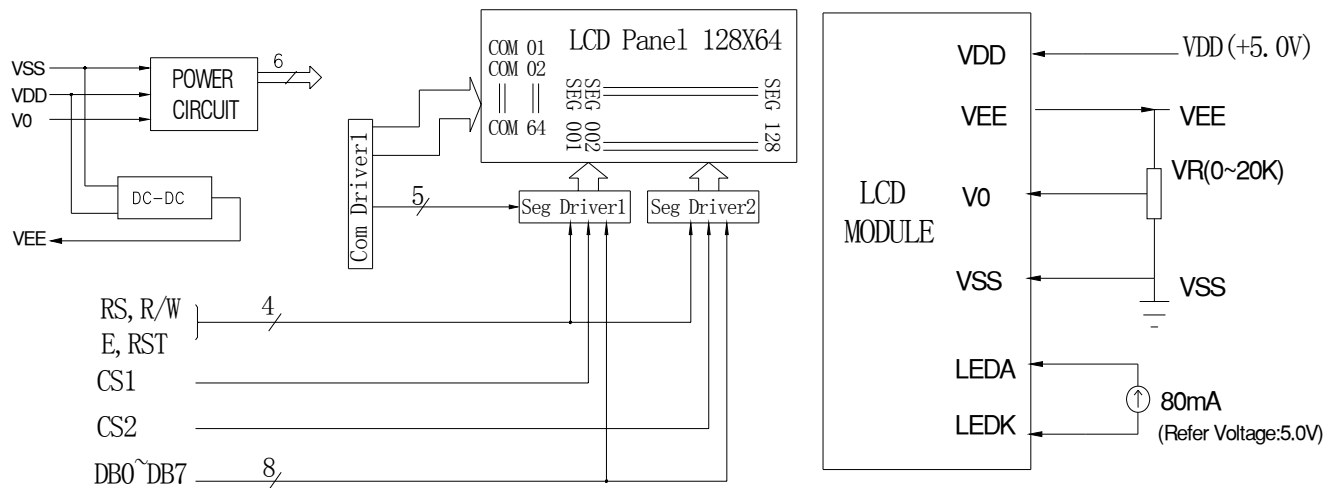 VSS
VDD
V0
POWER
CIRCUIT
6
DC-DC
VEE
Com Driver1
5
LCD Panel 128X64
COM 01
COM 02
COM 64
SEG 001
SEG 002
SEG 128
Seg Driver1
Seg Driver2
RS, R/W
E, RST
4
CS1
CS2
DB0~DB7
8
LCD
MODULE
VDD
VDD(+5.0V)
VEE
VEE
VR(0~20K)
V0
VSS
VSS
LEDA
LEDK
80mA
(Refer Voltage:5.0V)